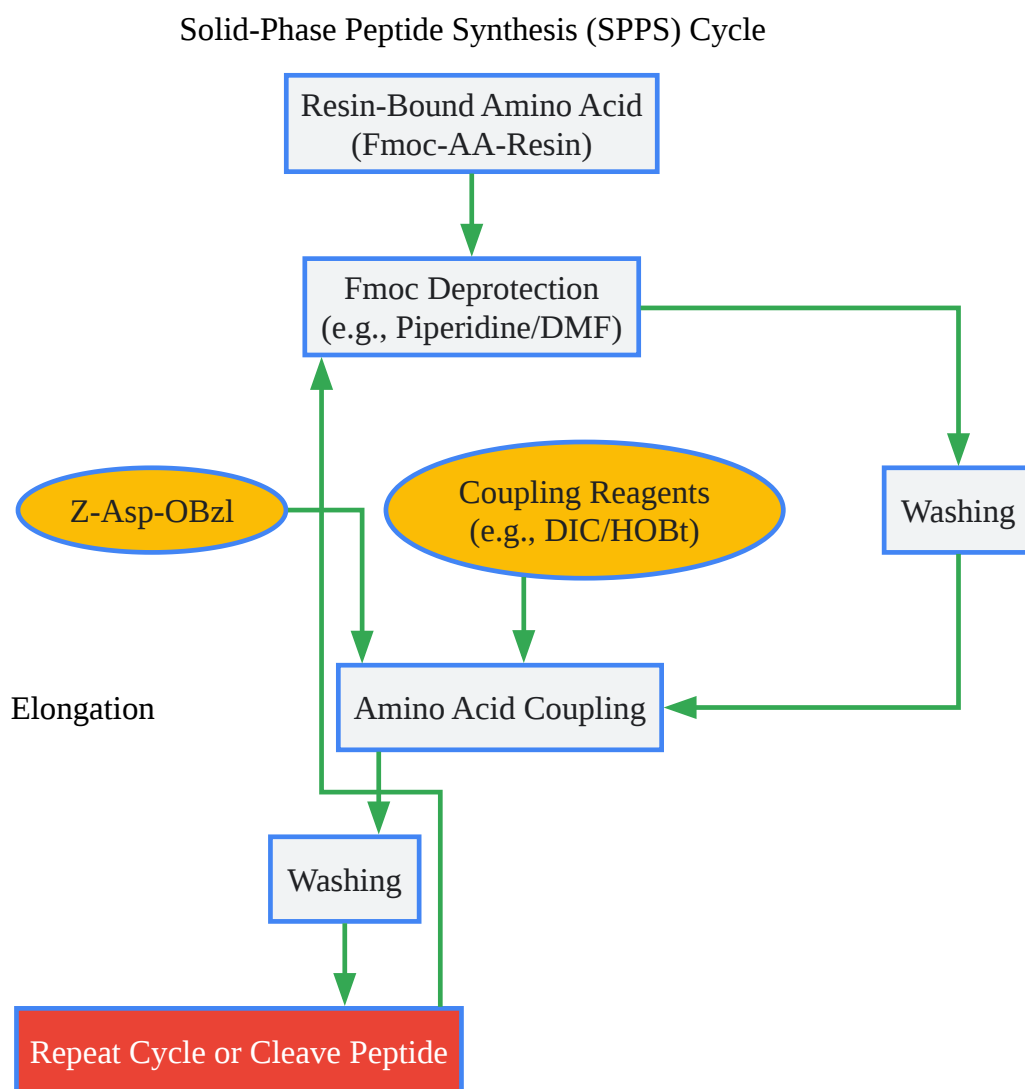 Solid-Phase Peptide Synthesis (SPPS) Cycle
Resin-Bound Amino Acid
(Fmoc-AA-Resin)
Fmoc Deprotection
(e.g., Piperidine/DMF)
Z-Asp-OBzl
Coupling Reagents
(e.g., DIC/HOBt)
Washing
Elongation
Amino Acid Coupling
Washing
Repeat Cycle or Cleave Peptide